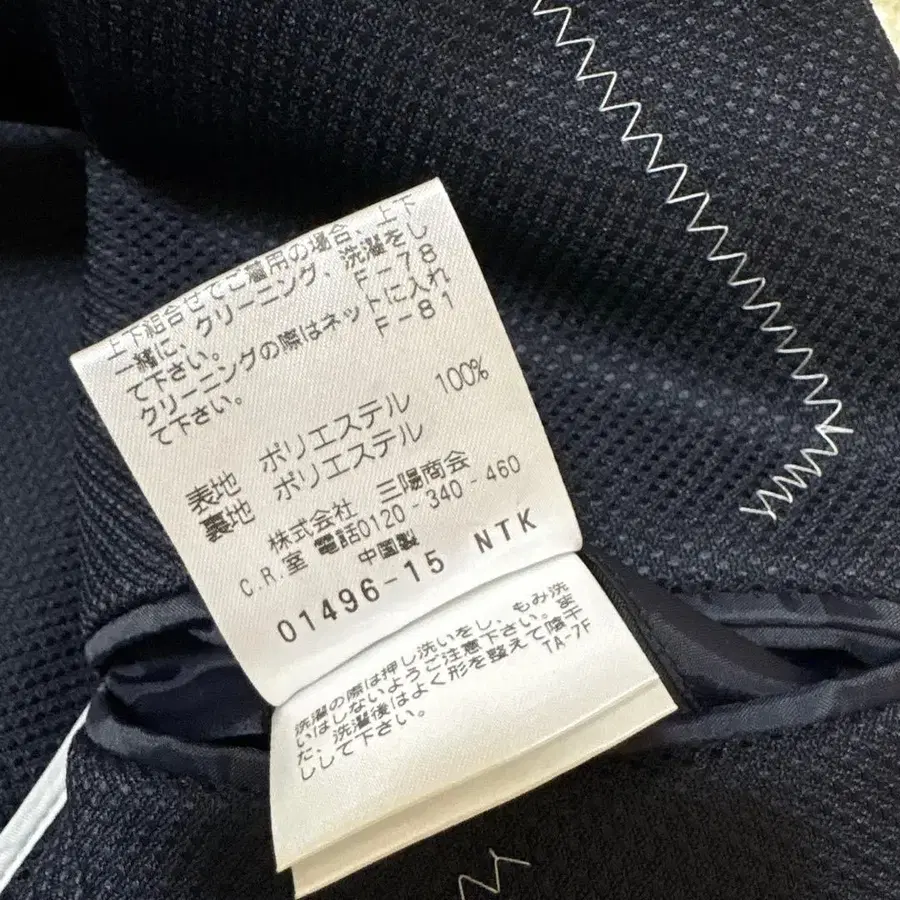 上下組合せでご着用の場合、上下
一緒に、クリーニング、洗濯をし
て下さい。 F-78
クリーニングの際はネットに入れ
て下さい。 F-81
表地 ポリエステル 100%
裏地 ポリエステル
株式会社 三陽商会
C.R.室 電話0120-340-460
中国製
01496-15 NTK
洗濯の際は押し洗いをし、もみ洗
いはしないようご注意下さい。ま
た、洗濯後はよく形を整えて陰干
しして下さい。 TA-7F